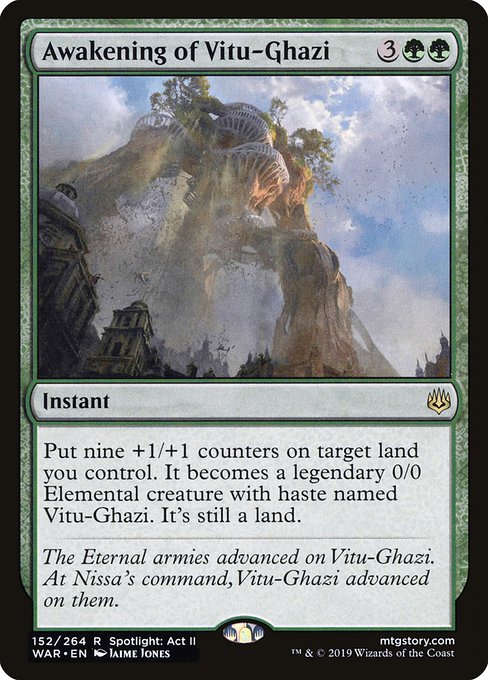 Awakening of Vitu-Ghazi 3
Instant
Put nine +1/+1 counters on target land
you control. It becomes a legendary 0/0
Elemental creature with haste named
Vitu-Ghazi. It's still a land.
The Eternal armies advanced on Vitu-Ghazi.
At Nissa's command, Vitu-Ghazi advanced
on them.
152/264 R Spotlight: Act II
WAR • EN Jaime Jones
mtgstory.com
™ & © 2019 Wizards of the Coast